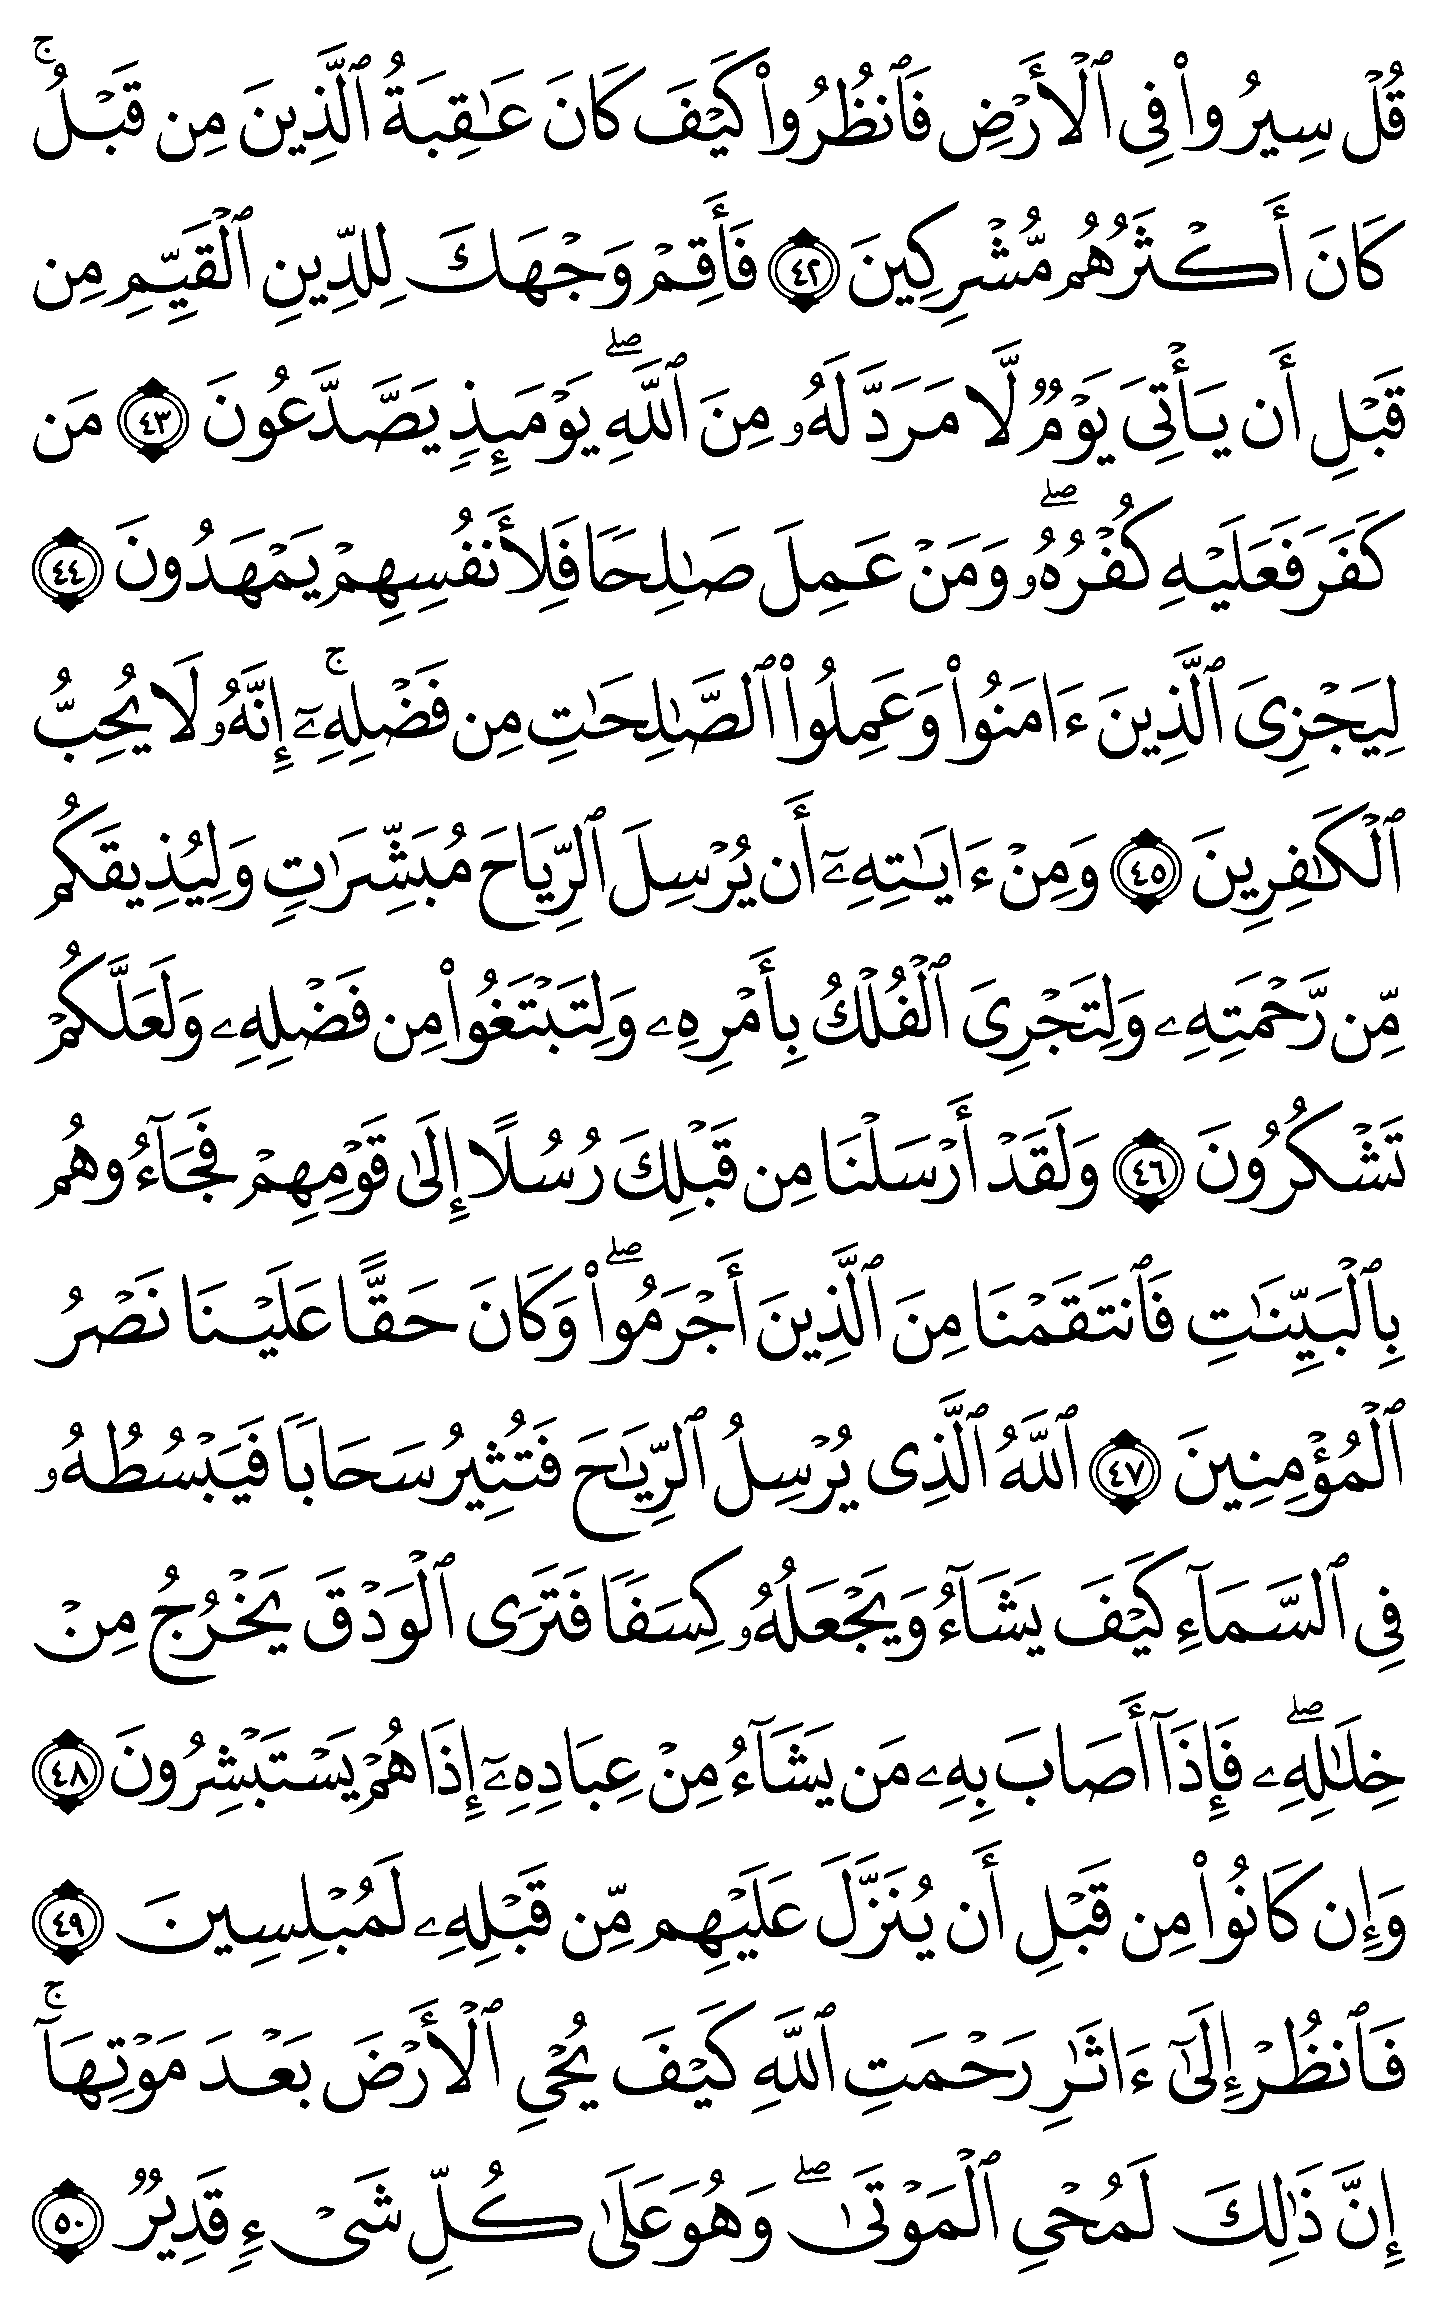 قُلْ سِيرُوا۟ فِى ٱلْأَرْضِ فَٱنظُرُوا۟ كَيْفَ كَانَ عَـٰقِبَةُ ٱلَّذِينَ مِن قَبْلُ ۚ
كَانَ أَكْثَرُهُم مُّشْرِكِينَ ٤٢ فَأَقِمْ وَجْهَكَ لِلدِّينِ ٱلْقَيِّمِ مِن
قَبْلِ أَن يَأْتِىَ يَوْمٌ لَّا مَرَدَّ لَهُۥ مِنَ ٱللَّهِ ۖ يَوْمَئِذٍ يَصَّدَّعُونَ ٤٣ مَن
كَفَرَ فَعَلَيْهِ كُفْرُهُۥ ۖ وَمَنْ عَمِلَ صَـٰلِحًا فَلِأَنفُسِهِمْ يَمْهَدُونَ ٤٤
لِيَجْزِىَ ٱلَّذِينَ ءَامَنُوا۟ وَعَمِلُوا۟ ٱلصَّـٰلِحَـٰتِ مِن فَضْلِهِۦٓ ۚ إِنَّهُۥ لَا يُحِبُّ
ٱلْكَـٰفِرِينَ ٤٥ وَمِنْ ءَايَـٰتِهِۦٓ أَن يُرْسِلَ ٱلرِّيَاحَ مُبَشِّرَٰتٍ وَلِيُذِيقَكُم
مِّن رَّحْمَتِهِۦ وَلِتَجْرِىَ ٱلْفُلْكُ بِأَمْرِهِۦ وَلِتَبْتَغُوا۟ مِن فَضْلِهِۦ وَلَعَلَّكُمْ
تَشْكُرُونَ ٤٦ وَلَقَدْ أَرْسَلْنَا مِن قَبْلِكَ رُسُلًا إِلَىٰ قَوْمِهِمْ فَجَآءُوهُم
بِٱلْبَيِّنَـٰتِ فَٱنتَقَمْنَا مِنَ ٱلَّذِينَ أَجْرَمُوا۟ ۖ وَكَانَ حَقًّا عَلَيْنَا نَصْرُ
ٱلْمُؤْمِنِينَ ٤٧ ٱللَّهُ ٱلَّذِى يُرْسِلُ ٱلرِّيَـٰحَ فَتُثِيرُ سَحَابًا فَيَبْسُطُهُۥ
فِى ٱلسَّمَآءِ كَيْفَ يَشَآءُ وَيَجْعَلُهُۥ كِسَفًا فَتَرَى ٱلْوَدْقَ يَخْرُجُ مِنْ
خِلَـٰلِهِۦ ۖ فَإِذَآ أَصَابَ بِهِۦ مَن يَشَآءُ مِنْ عِبَادِهِۦٓ إِذَا هُمْ يَسْتَبْشِرُونَ ٤٨
وَإِن كَانُوا۟ مِن قَبْلِ أَن يُنَزَّلَ عَلَيْهِم مِّن قَبْلِهِۦ لَمُبْلِسِينَ ٤٩
فَٱنظُرْ إِلَىٰٓ ءَاثَـٰرِ رَحْمَتِ ٱللَّهِ كَيْفَ يُحْىِ ٱلْأَرْضَ بَعْدَ مَوْتِهَآ ۚ
إِنَّ ذَٰلِكَ لَمُحْىِ ٱلْمَوْتَىٰ ۖ وَهُوَ عَلَىٰ كُلِّ شَىْءٍ قَدِيرٌ ٥٠